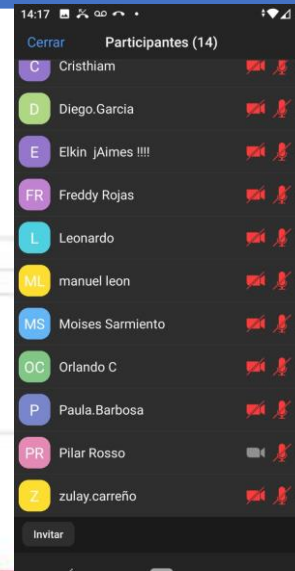 14:17
Cerrar Participantes (14)
C Cristhiam
D Diego.Garcia
E Elkin jAimes !!!!
FR Freddy Rojas
L Leonardo
ML manuel leon
MS Moises Sarmiento
OC Orlando C
P Paula.Barbosa
PR Pilar Rosso
Z zulay.carreño
Invitar